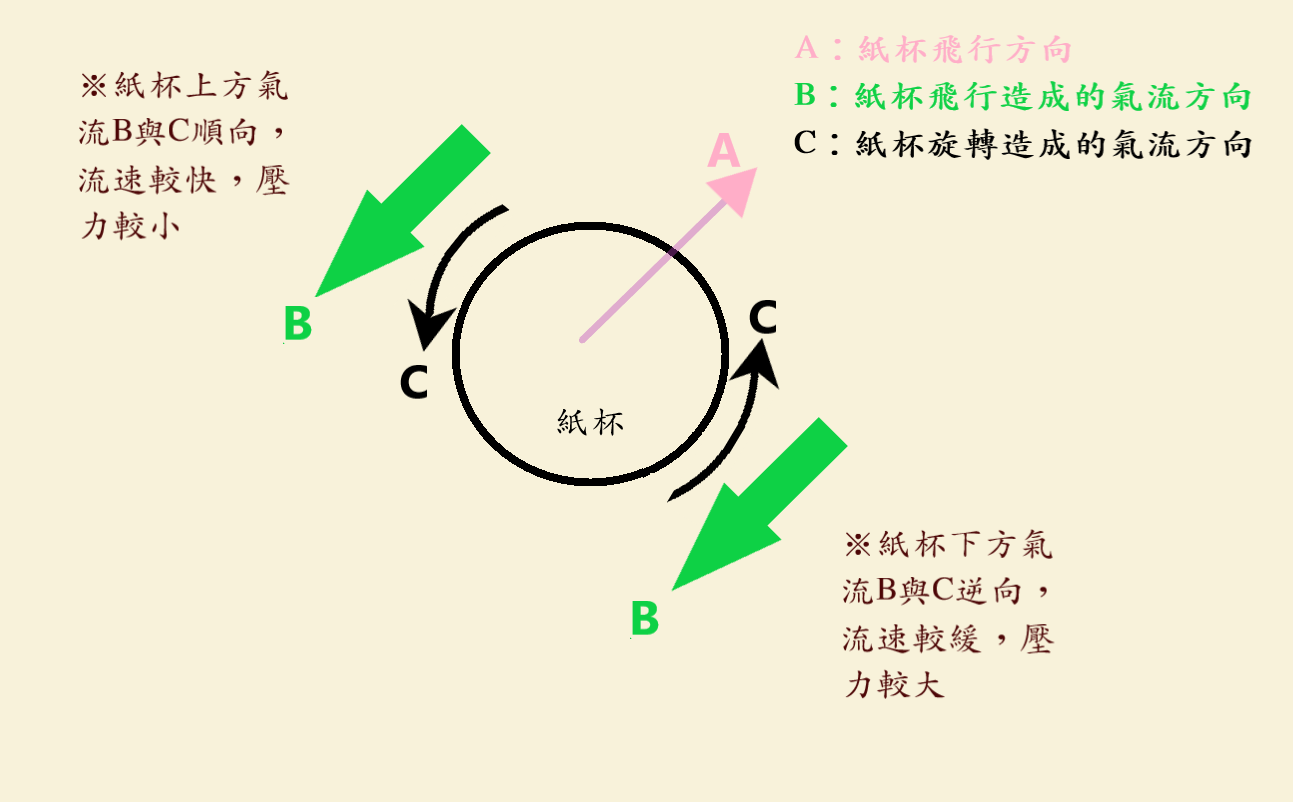 A：紙杯飛行方向
B：紙杯飛行造成的氣流方向
C：紙杯旋轉造成的氣流方向
※紙杯上方氣
流B與C順向，
流速較快，壓
力較小
A
B
C
C
紙杯
B
※紙杯下方氣
流B與C逆向，
流速較緩，壓
力較大